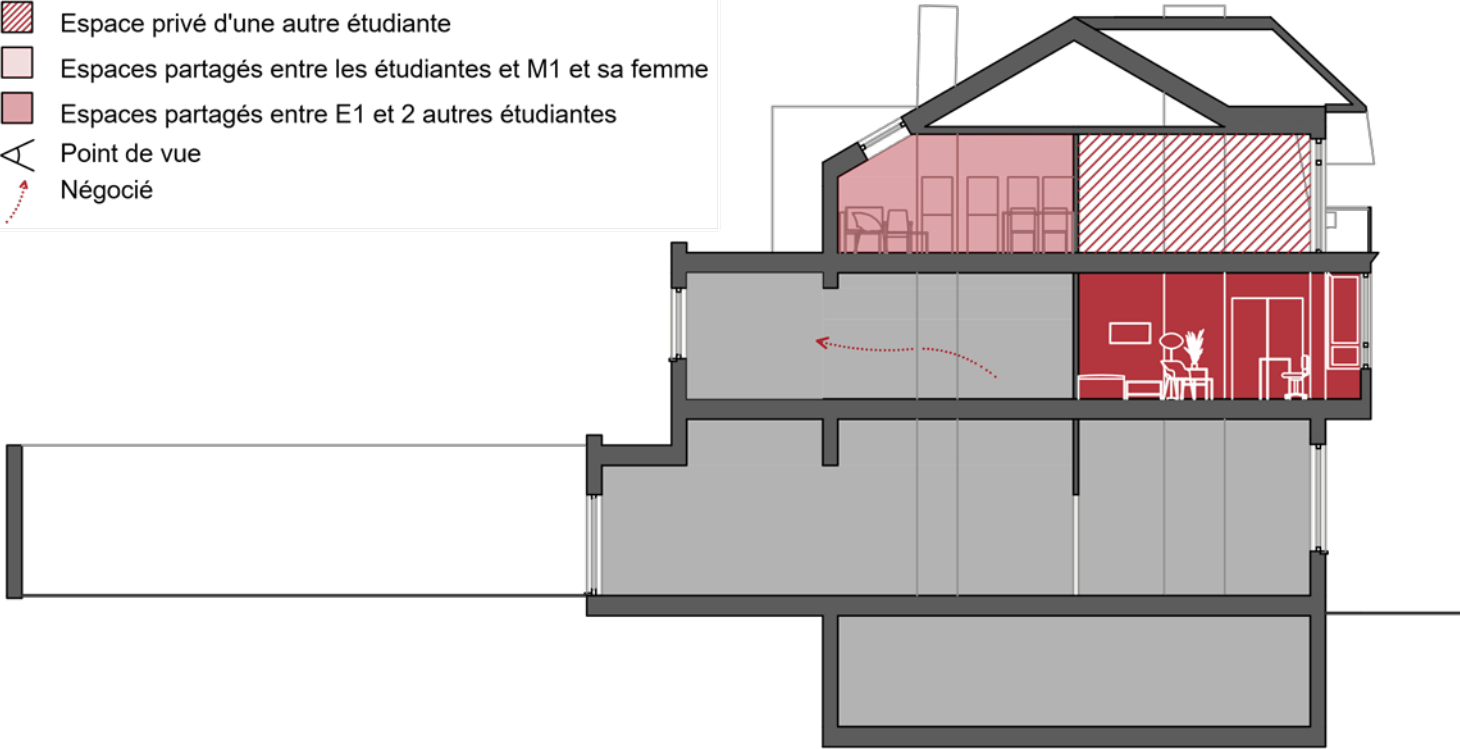 Espace privé d'une autre étudiante
Espaces partagés entre les étudiantes et M1 et sa femme
Espaces partagés entre E1 et 2 autres étudiantes
Point de vue
Négocié